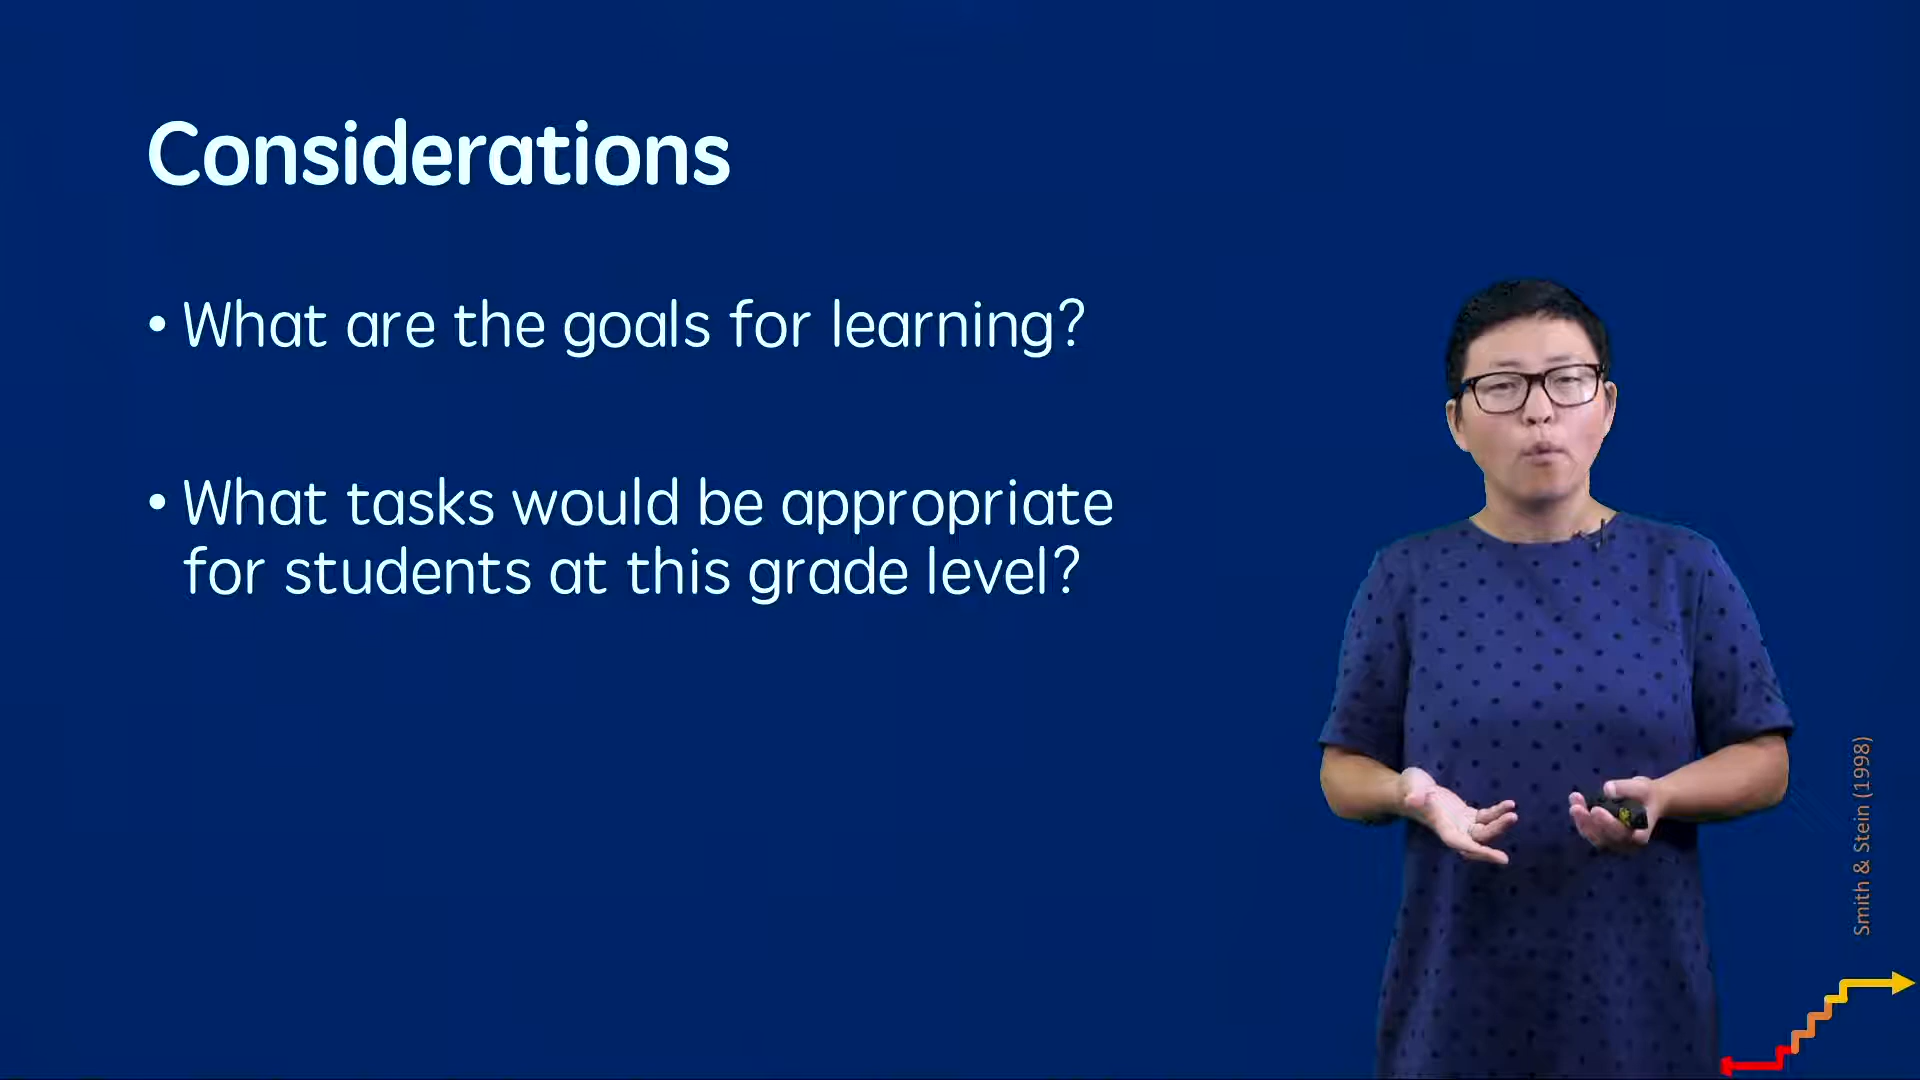 Considerations
• What are the goals for learning?
• What tasks would be appropriate
for students at this grade level?
Smith & Stein (1998)